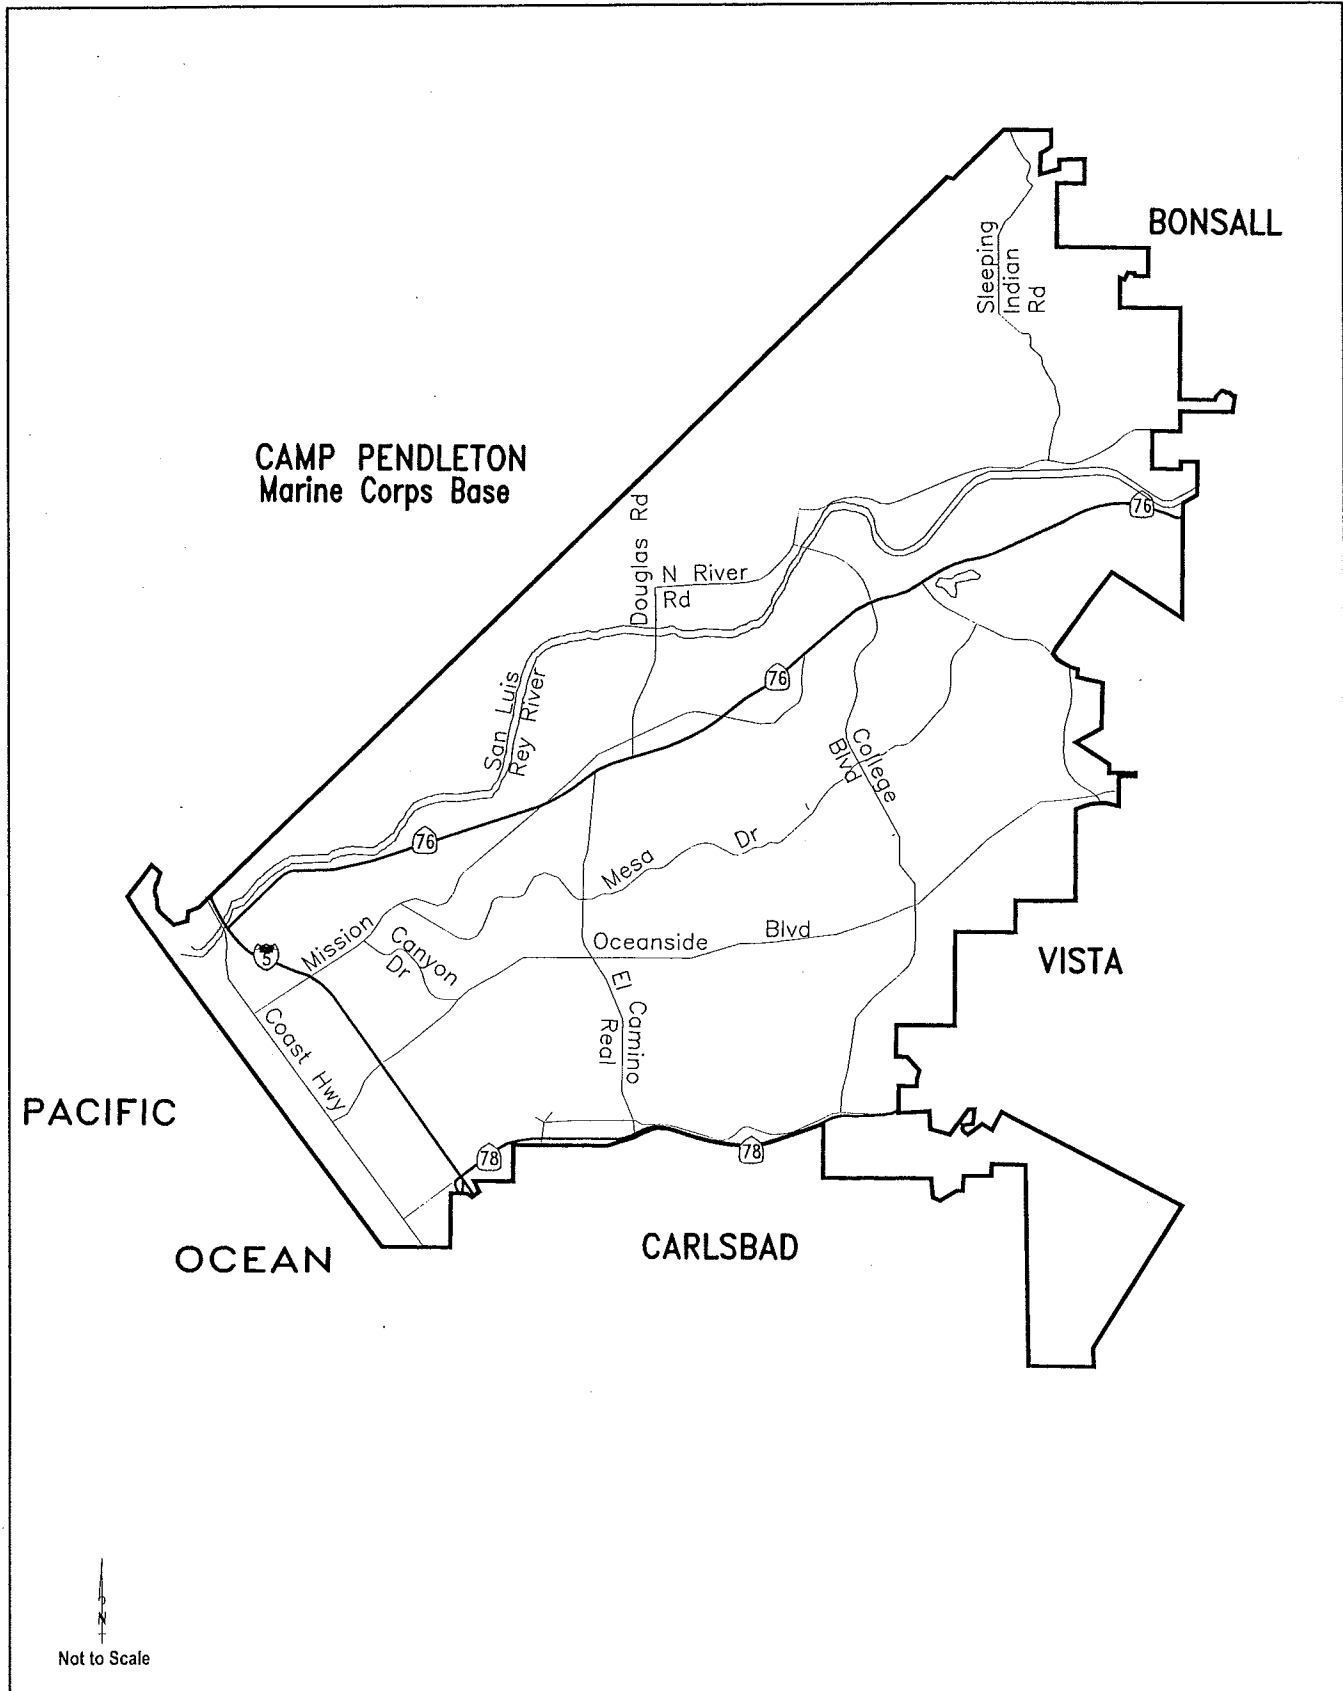 BONSALL
Sleeping
Indian
Rd
CAMP PENDLETON
Marine Corps Base
76
Douglas Rd
N River
Rd
San Luis
Rey River
76
College
Blvd
76
Mesa Dr
Mission
Canyon
Dr
Oceanside Blvd
5
VISTA
El Camino
Real
Coast Hwy
PACIFIC
78
78
OCEAN
CARLSBAD
N
Not to Scale